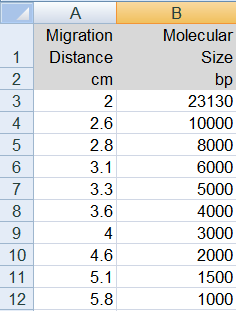 A B
Migration Molecular
1 Distance Size
2 cm bp
3 2 23130
4 2.6 10000
5 2.8 8000
6 3.1 6000
7 3.3 5000
8 3.6 4000
9 4 3000
10 4.6 2000
11 5.1 1500
12 5.8 1000